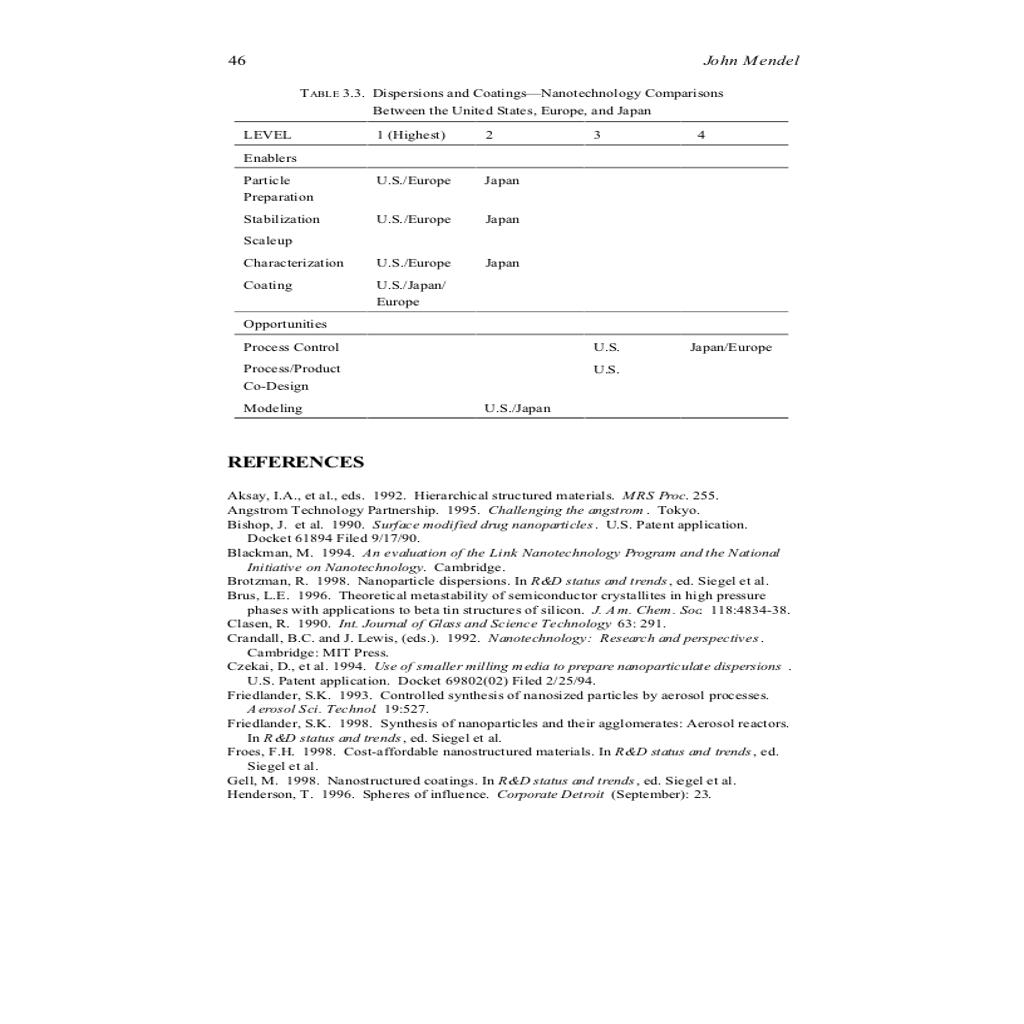 46 John Mendel
TABLE 3.3. Dispersions and Coatings—Nanotechnology Comparisons
Between the United States, Europe, and Japan
LEVEL 1 (Highest) 2 3 4
Enablers
Particle U.S./Europe Japan
Preparation
Stabilization U.S./Europe Japan
Scaleup
Characterization U.S./Europe Japan
Coating U.S./Japan/
Europe
Opportunities
Process Control U.S. Japan/Europe
Process/Product U.S.
Co-Design
Modeling U.S./Japan
REFERENCES
Aksay, I.A., et al., eds. 1992. Hierarchical structured materials. MRS Proc. 255.
Angstrom Technology Partnership. 1995. Challenging the angstrom. Tokyo.
Bishop, J. et al. 1990. Surface modified drug nanoparticles. U.S. Patent application.
Docket 61894 Filed 9/17/90.
Blackman, M. 1994. An evaluation of the Link Nanotechnology Program and the National
Initiative on Nanotechnology. Cambridge.
Brotzman, R. 1998. Nanoparticle dispersions. In R&D status and trends, ed. Siegel et al.
Brus, L.E. 1996. Theoretical metastability of semiconductor crystallites in high pressure
phases with applications to beta tin structures of silicon. J. Am. Chem. Soc. 118:4834-38.
Clasen, R. 1990. Int. Journal of Glass and Science Technology 63: 291.
Crandall, B.C. and J. Lewis, (eds.). 1992. Nanotechnology: Research and perspectives.
Cambridge: MIT Press.
Czekai, D., et al. 1994. Use of smaller milling media to prepare nanoparticulate dispersions .
U.S. Patent application. Docket 69802(02) Filed 2/25/94.
Friedlander, S.K. 1993. Controlled synthesis of nanosized particles by aerosol processes.
Aerosol Sci. Technol. 19:527.
Friedlander, S.K. 1998. Synthesis of nanoparticles and their agglomerates: Aerosol reactors.
In R&D status and trends, ed. Siegel et al.
Froes, F.H. 1998. Cost-affordable nanostructured materials. In R&D status and trends, ed.
Siegel et al.
Gell, M. 1998. Nanostructured coatings. In R&D status and trends, ed. Siegel et al.
Henderson, T. 1996. Spheres of influence. Corporate Detroit (September): 23.